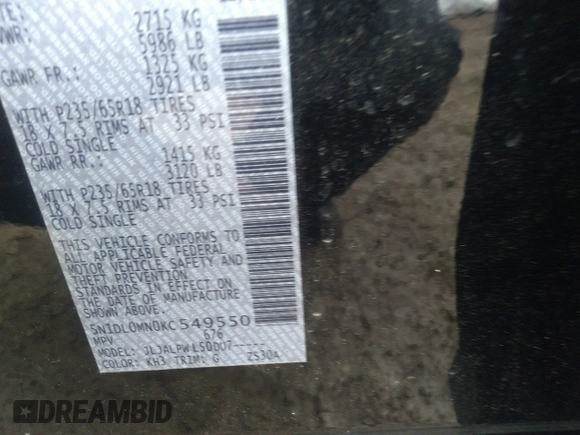 2715 KG
5986 LB
GAWR FR.: 1325 KG
2921 LB
WITH P235/65R18 TIRES
18 X 7.5 RIMS AT 33 PSI
COLD SINGLE
GAWR RR.: 1415 KG
3120 LB
WITH P235/65R18 TIRES
18 X 7.5 RIMS AT 33 PSI
COLD SINGLE
THIS VEHICLE CONFORMS TO
ALL APPLICABLE FEDERAL
MOTOR VEHICLE SAFETY AND
THEFT PREVENTION
STANDARDS IN EFFECT ON
THE DATE OF MANUFACTURE
SHOWN ABOVE.
5N1DL0MN0KC549550
MPV D76
MODEL: JLJALPWL50DU7-----
COLOR: KH3 TRIM: G ZS30A
DREAMBID